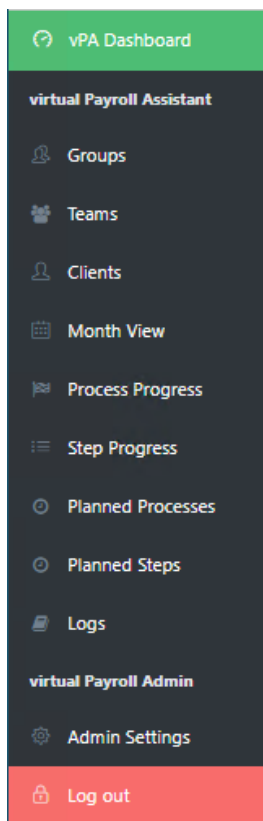 vPA Dashboard
virtual Payroll Assistant
Groups
Teams
Clients
Month View
Process Progress
Step Progress
Planned Processes
Planned Steps
Logs
virtual Payroll Admin
Admin Settings
Log out